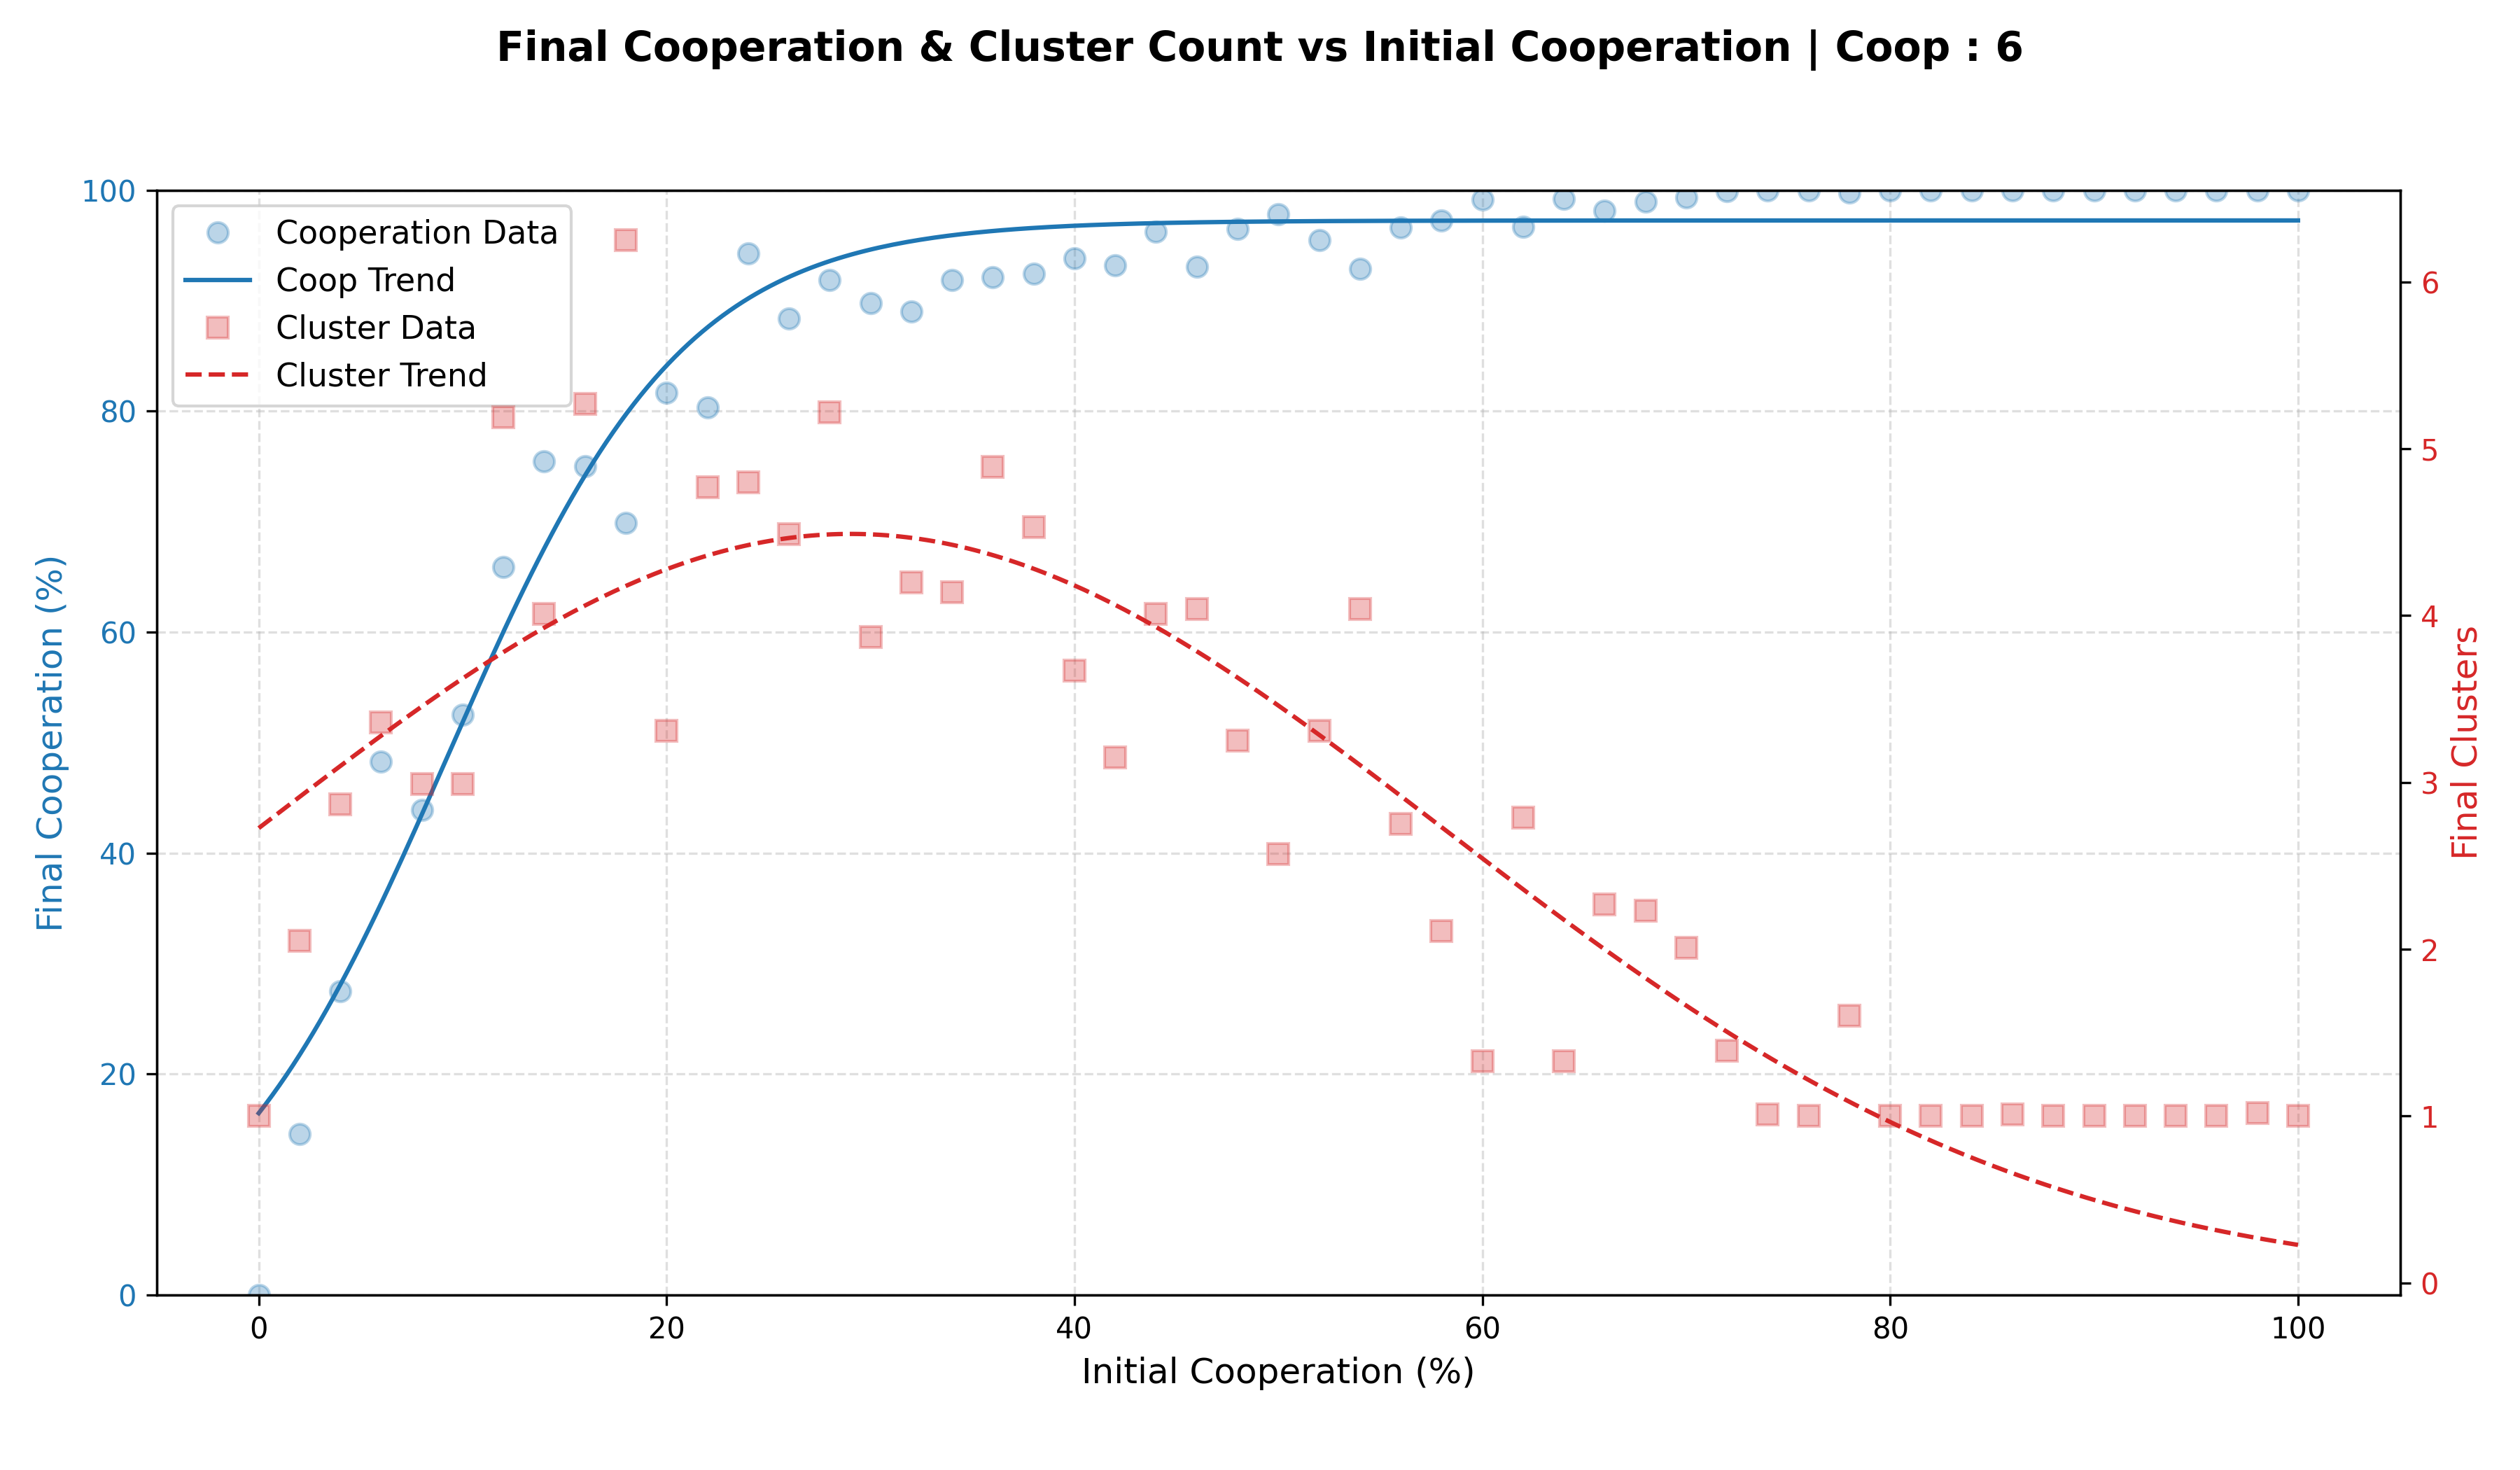 Final Cooperation & Cluster Count vs Initial Cooperation | Coop : 6
Cooperation Data
Coop Trend
Cluster Data
Cluster Trend
Final Cooperation (%)
100
80
60
40
20
0
0 20 40 60 80 100
Initial Cooperation (%)
6
5
4
3
2
1
0
Final Clusters